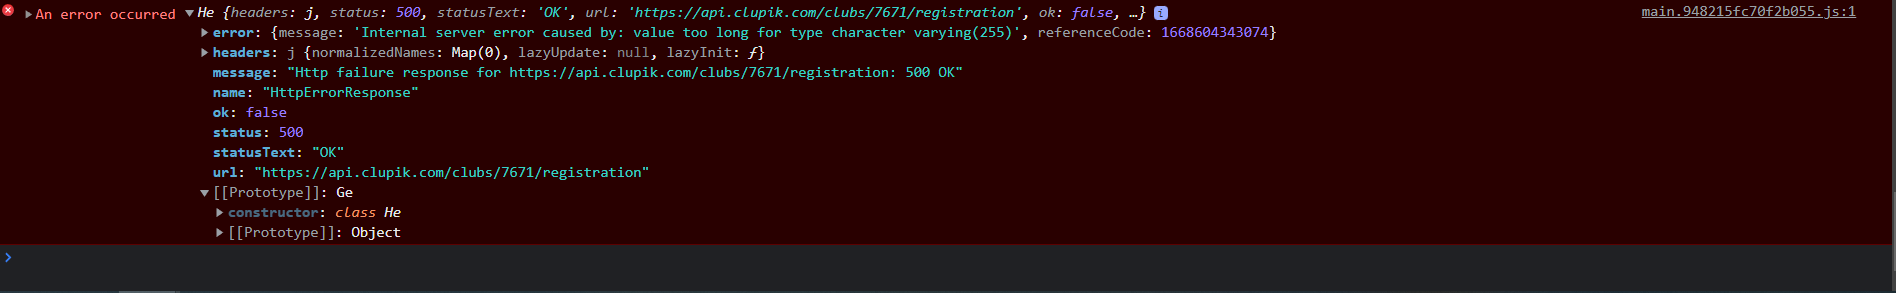 An error occurred He {headers: j, status: 500, statusText: 'OK', url: 'https://api.clupik.com/clubs/7671/registration', ok: false, …} i main.948215fc70f2b055.js:1
error: {message: 'Internal server error caused by: value too long for type character varying(255)', referenceCode: 1668604343074}
headers: j {normalizedNames: Map(0), lazyUpdate: null, lazyInit: ƒ}
message: "Http failure response for https://api.clupik.com/clubs/7671/registration: 500 OK"
name: "HttpErrorResponse"
ok: false
status: 500
statusText: "OK"
url: "https://api.clupik.com/clubs/7671/registration"
[[Prototype]]: Ge
constructor: class He
[[Prototype]]: Object